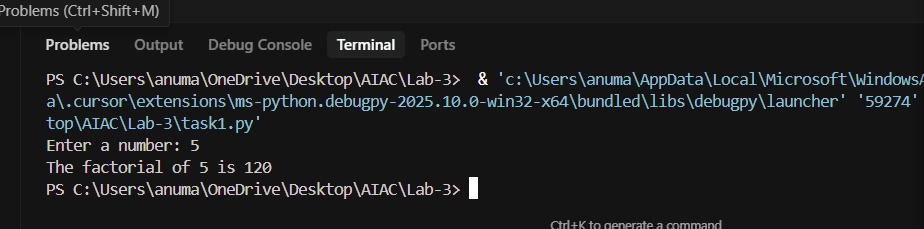 Problems (Ctrl+Shift+M)
Problems Output Debug Console Terminal Ports
PS C:\Users\anuma\OneDrive\Desktop\AIAC\Lab-3> & 'c:\Users\anuma\AppData\Local\Microsoft\WindowsA
a\.cursor\extensions\ms-python.debugpy-2025.10.0-win32-x64\bundled\libs\debugpy\launcher' '59274'
top\AIAC\Lab-3\task1.py'
Enter a number: 5
The factorial of 5 is 120
PS C:\Users\anuma\OneDrive\Desktop\AIAC\Lab-3>
Ctrl+K to generate a command